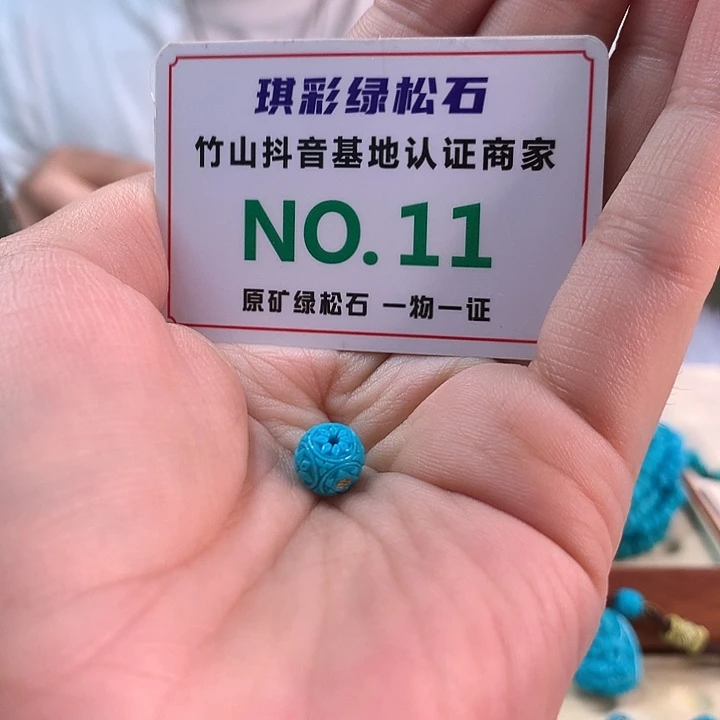 琪彩绿松石
竹山抖音基地认证商家
NO.11
原矿绿松石 一物一证